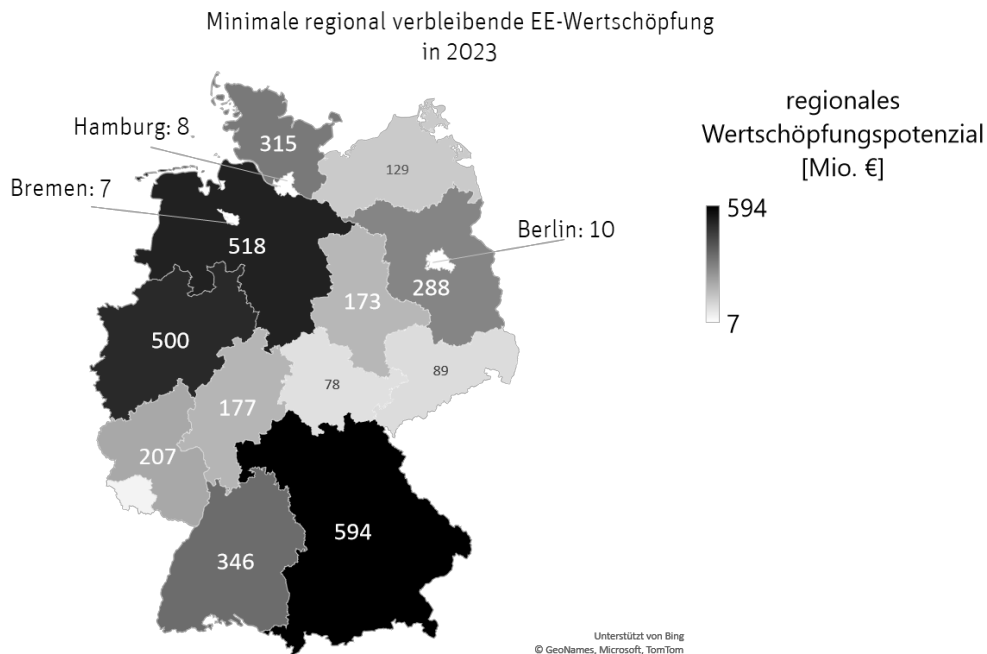 Minimale regional verbleibende EE-Wertschöpfung
in 2023
regionales
Wertschöpfungspotenzial
[Mio. €]
594
7
Hamburg: 8
315
129
Bremen: 7
518
Berlin: 10
288
173
500
177
78
89
207
594
346
Unterstützt von Bing
© GeoNames, Microsoft, TomTom